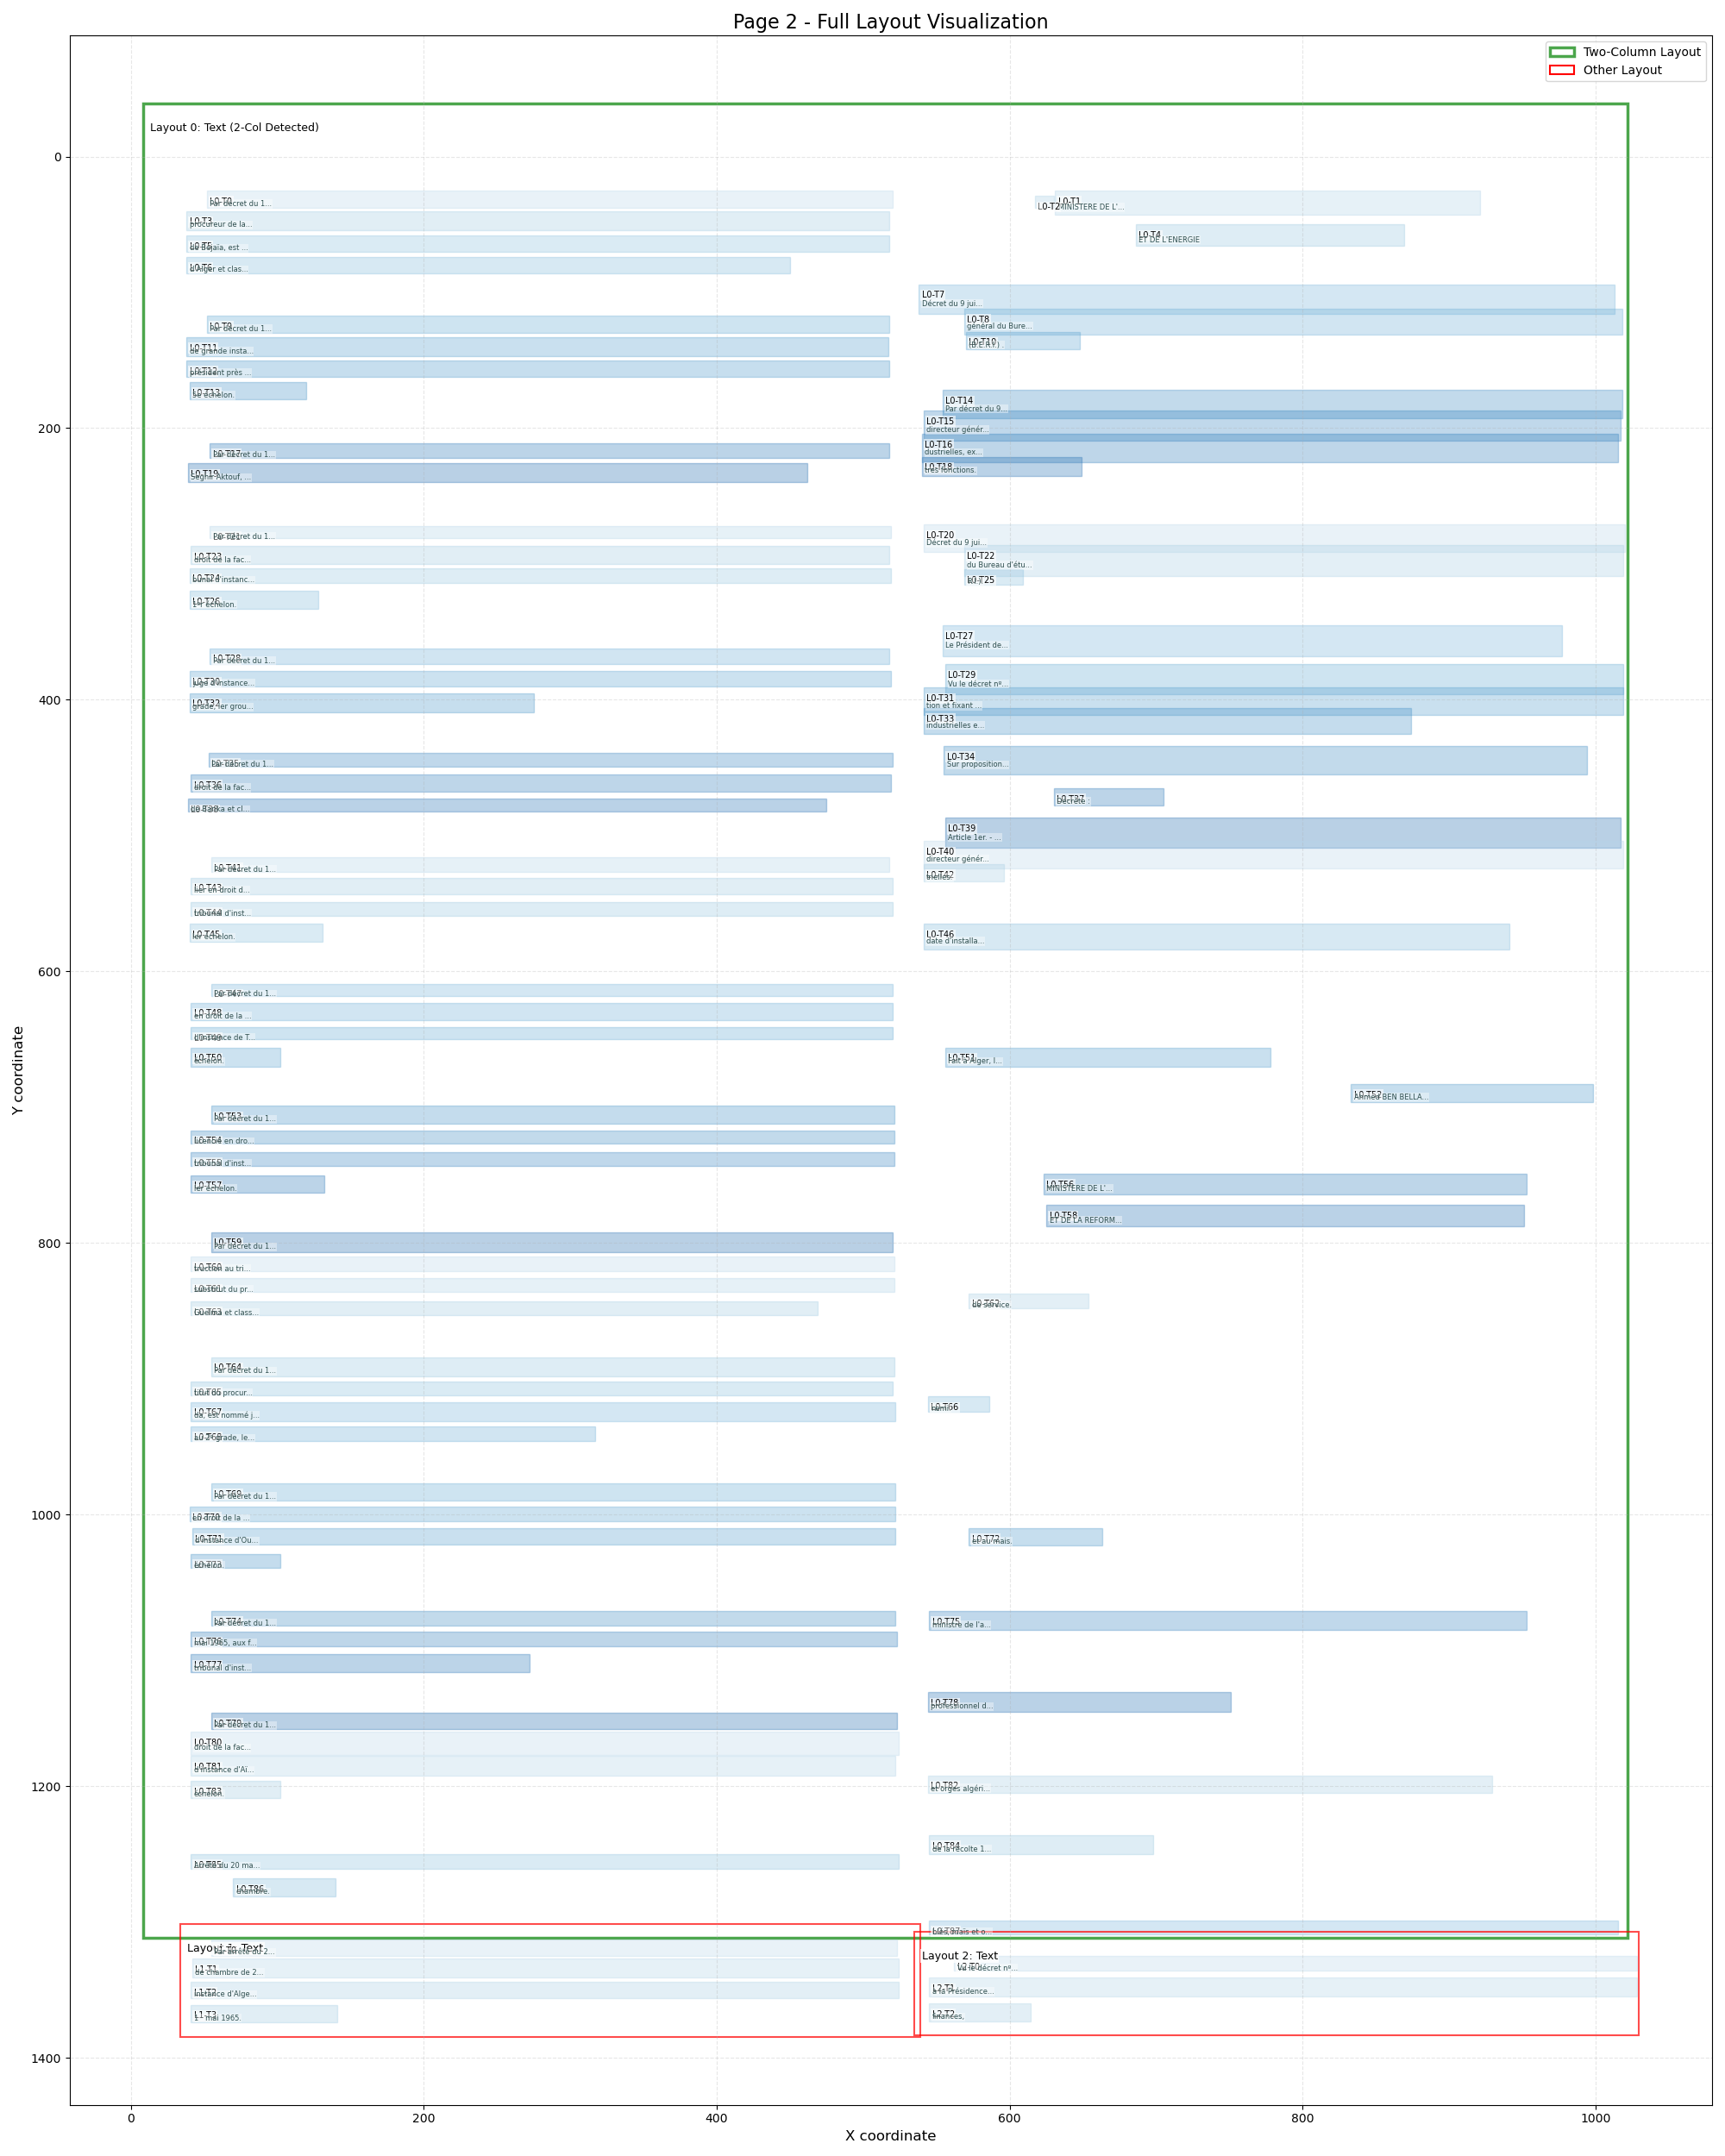 Page 2 - Full Layout Visualization
Two-Column Layout
Other Layout
Layout 0: Text (2-Col Detected)
L0-T0
Par décret du 1...
L0-T3
procureur de la...
L0-T5
de Béjaïa, est ...
L0-T6
d'Alger et clas...
L0-T9
Par décret du 1...
L0-T11
de grande insta...
L0-T12
président près ...
L0-T13
3e échelon.
L0-T17
Par décret du 1...
L0-T19
Seghir Aktouf, ...
L0-T21
Par décret du 1...
L0-T23
droit de la fac...
L0-T24
bunal d'instanc...
L0-T26
échelon.
L0-T28
Par décret du 1...
L0-T30
juge d'instance...
L0-T32
grade, 1er grou...
L0-T35
Par décret du 1...
L0-T36
droit de la fac...
L0-T38
de Barika et cl...
L0-T41
Par décret du 1...
L0-T43
cier en droit d...
L0-T44
tribunal d'inst...
L0-T45
1er échelon.
L0-T47
Par décret du 1...
L0-T48
en droit de la ...
L0-T49
d'instance de T...
L0-T50
échelon.
L0-T53
Par décret du 1...
L0-T54
licencié en dro...
L0-T55
tribunal d'inst...
L0-T57
1er échelon.
L0-T59
Par décret du 1...
L0-T60
truction au tri...
L0-T61
substitut du pr...
L0-T63
Guelma et class...
L0-T64
Par décret du 1...
L0-T65
titut du procur...
L0-T67
da, est nommé j...
L0-T68
au 2e grade, le...
L0-T69
Par décret du 1...
L0-T70
en droit de la ...
L0-T71
d'instance d'Ou...
L0-T73
échelon.
L0-T74
Par décret du 1...
L0-T76
mai 1965, aux f...
L0-T77
tribunal d'inst...
L0-T79
Par décret du 1...
L0-T80
droit de la fac...
L0-T81
d'instance d'Aï...
L0-T83
échelon.
L0-T85
Arrêté du 20 ma...
L0-T86
chambre.
L0-T1
L0-T2
MINISTERE DE L'...
L0-T4
ET DE L'ENERGIE
L0-T7
Décret du 9 jui...
L0-T8
général du Bure...
L0-T10
(B.E.R.I.)
L0-T14
Par décret du 9...
L0-T15
directeur génér...
L0-T16
dustrielles, ex...
L0-T18
tres fonctions.
L0-T20
Décret du 9 jui...
L0-T22
du Bureau d'étu...
L0-T25
L0-T27
Le Président de...
L0-T29
Vu le décret nº...
L0-T31
tion et fixant ...
L0-T33
industrielles e...
L0-T34
Sur proposition...
L0-T37
Décrète :
L0-T39
Article 1er. - ...
L0-T40
directeur génér...
L0-T42
trielles.
L0-T46
date d'installa...
L0-T51
Fait à Alger, l...
L0-T52
Ahmed BEN BELLA...
L0-T56
MINISTERE DE L'...
L0-T58
ET DE LA REFORM...
L0-T62
de service.
L0-T66
L0-T72
et au maïs.
L0-T75
ministre de l'a...
L0-T78
professionnel d...
L0-T82
et orges algéri...
L0-T84
de la récolte 1...
L0-T87
maïs et o...
Layout 1: Text
L1-T0
Par arrêté du 2...
L1-T1
de chambre de 2...
L1-T2
instance d'Alge...
L1-T3
mai 1965.
Layout 2: Text
L2-T0
Vu le décret nº...
L2-T1
à la Présidence...
L2-T2
finances,
0
200
400
600
800
1000
1200
1400
Y coordinate
0
200
400
600
800
1000
X coordinate